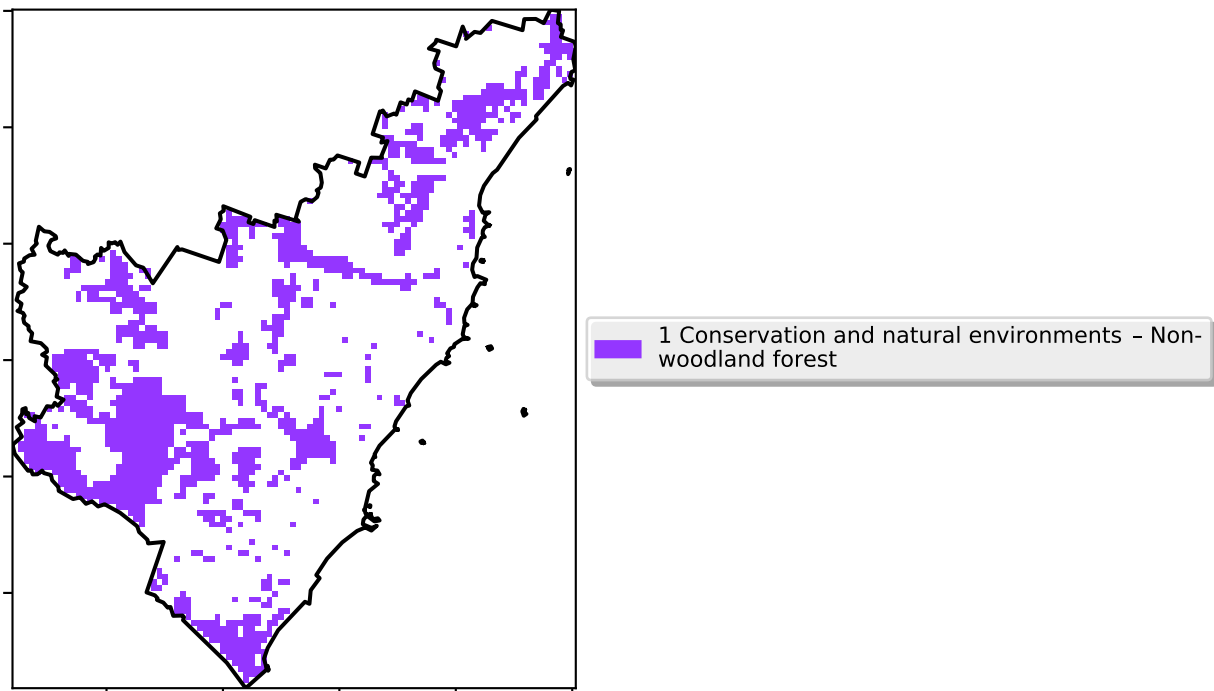 1 Conservation and natural environments – Non-
woodland forest